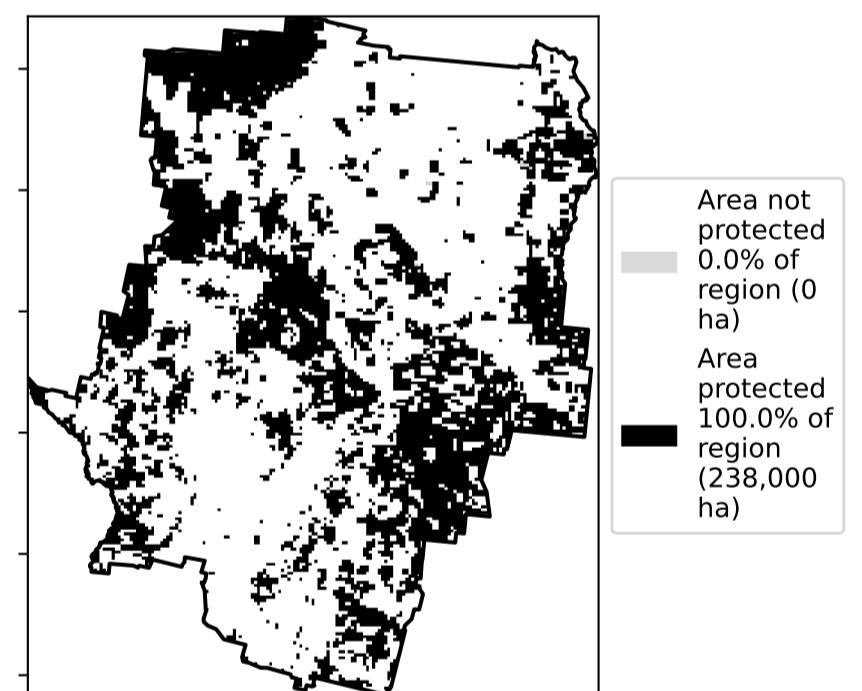 Area not
protected
0.0% of
region (0
ha)
Area
protected
100.0% of
region
(238,000
ha)